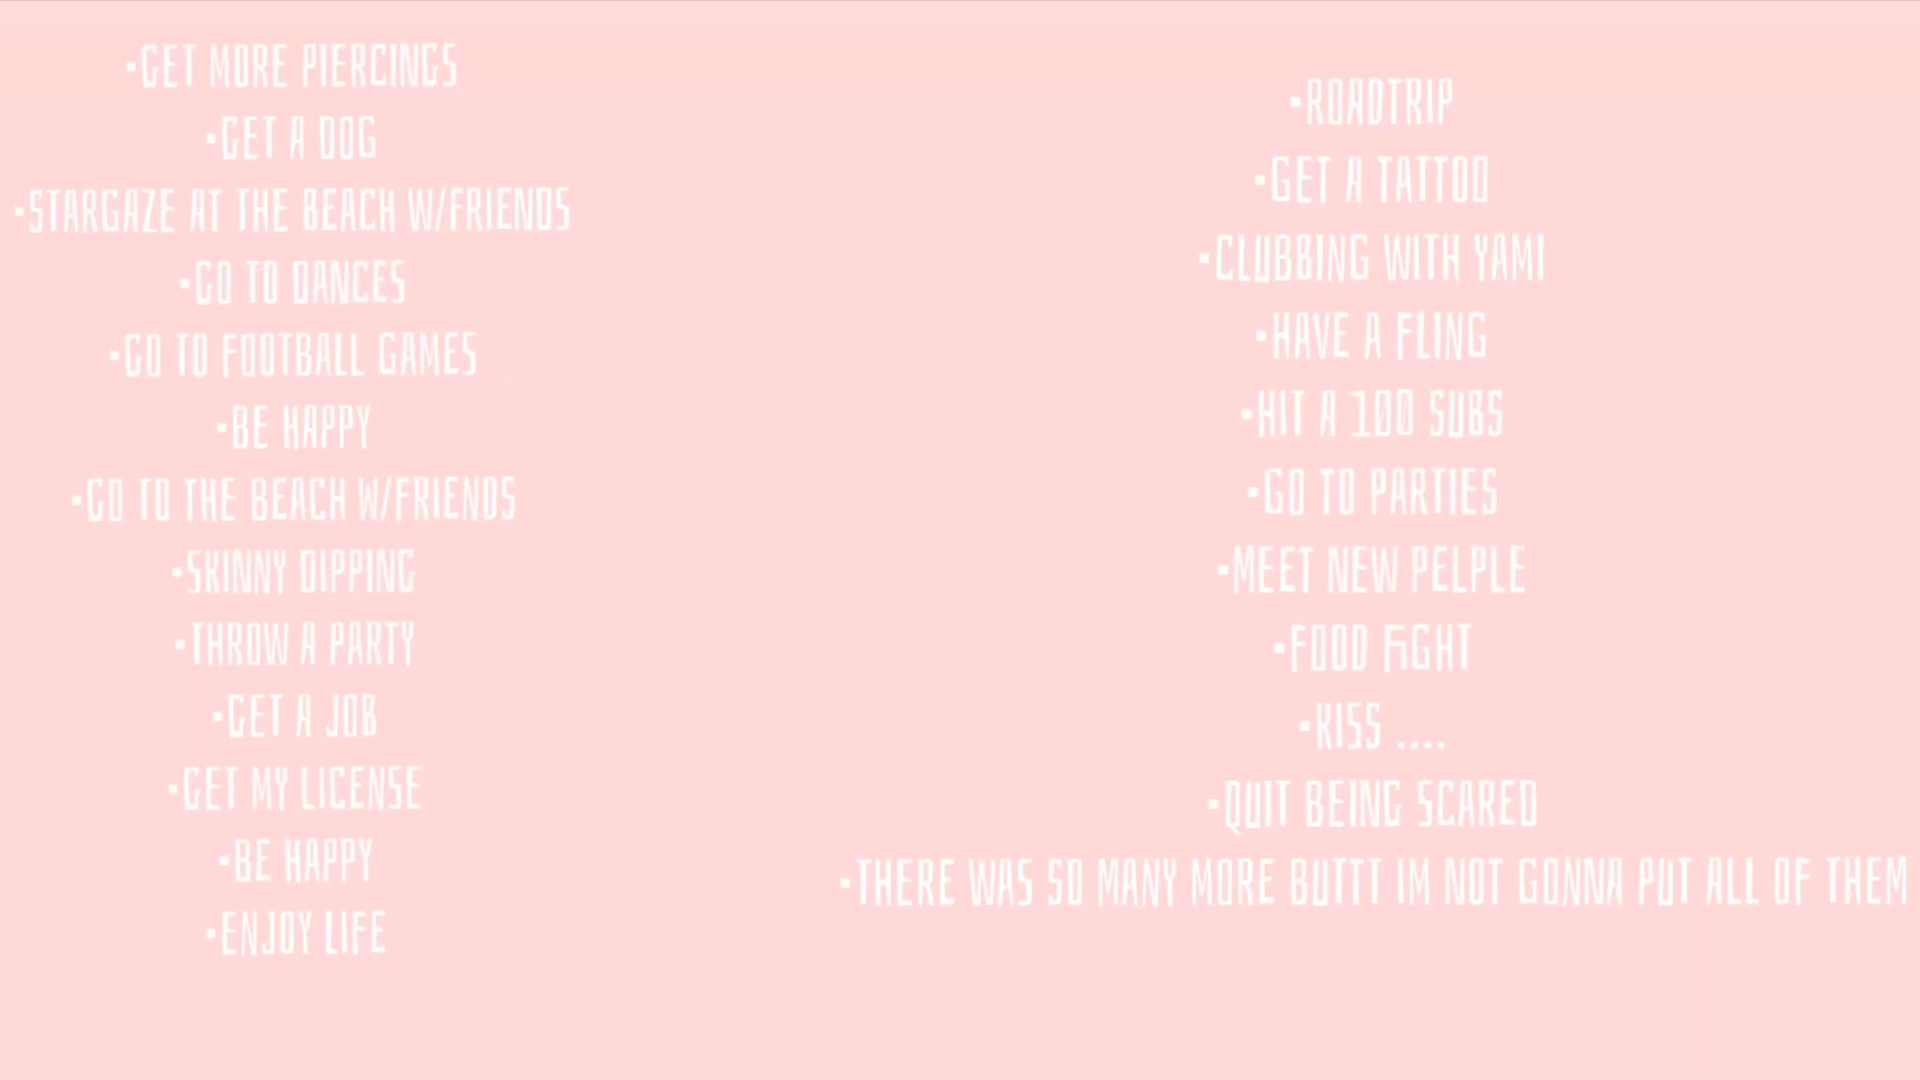 •GET MORE PIERCINGS
•GET A DOG
•STARGAZE AT THE BEACH W/FRIENDS
•GO TO DANCES
•GO TO FOOTBALL GAMES
•BE HAPPY
•GO TO THE BEACH W/FRIENDS
•SKINNY DIPPING
•THROW A PARTY
•GET A JOB
•GET MY LICENSE
•BE HAPPY
•ENJOY LIFE
•ROADTRIP
•GET A TATTOO
•CLUBBING WITH YAMI
•HAVE A FLING
•HIT A 100 SUBS
•GO TO PARTIES
•MEET NEW PELPLE
•FOOD FIGHT
•KISS ....
•QUIT BEING SCARED
•THERE WAS SO MANY MORE BUTTT IM NOT GONNA PUT ALL OF THEM